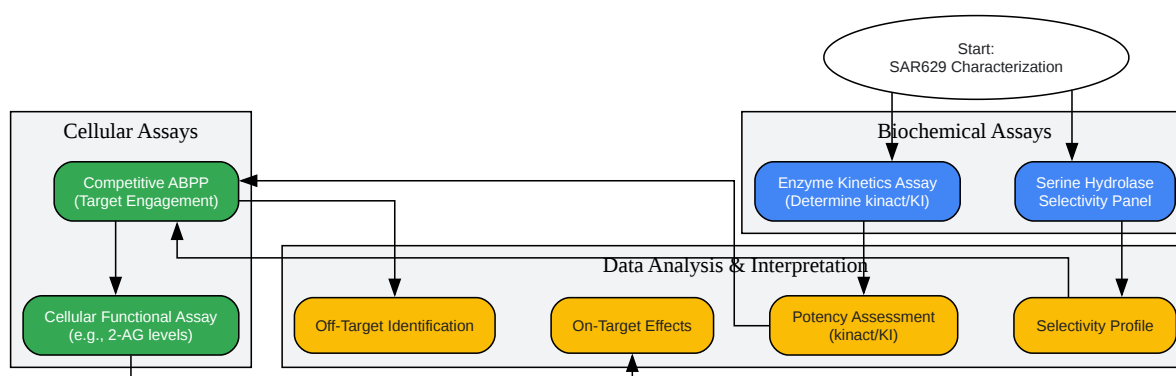 Start:
SAR629 Characterization
Cellular Assays
Biochemical Assays
Competitive ABPP
(Target Engagement)
Enzyme Kinetics Assay
(Determine kinact/KI)
Serine Hydrolase
Selectivity Panel
Data Analysis & Interpretation
Cellular Functional Assay
(e.g., 2-AG levels)
Off-Target Identification
On-Target Effects
Potency Assessment
(kinact/KI)
Selectivity Profile